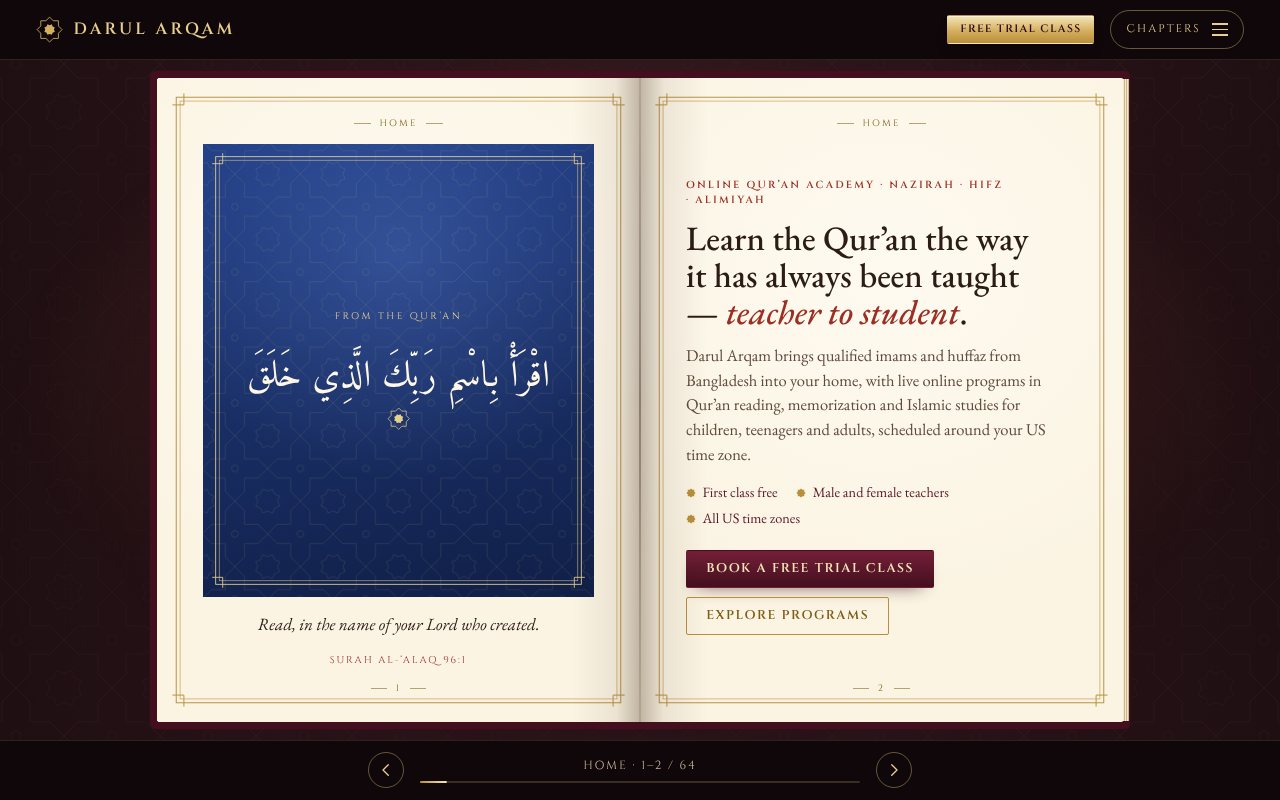 DARUL ARQAM
FREE TRIAL CLASS
CHAPTERS
HOME
FROM THE QUR'AN
اقْرَأْ بِاسْمِ رَبِّكَ الَّذِي خَلَقَ
Read, in the name of your Lord who created.
SURAH AL-ʿALAQ 96:1
1
HOME
ONLINE QUR’AN ACADEMY · NAZIRAH · HIFZ
· ALIMIYAH
Learn the Qur’an the way
it has always been taught
— teacher to student.
Darul Arqam brings qualified imams and huffaz from
Bangladesh into your home, with live online programs in
Qur’an reading, memorization and Islamic studies for
children, teenagers and adults, scheduled around your US
time zone.
First class free
Male and female teachers
All US time zones
BOOK A FREE TRIAL CLASS
EXPLORE PROGRAMS
2
HOME · 1–2 / 64